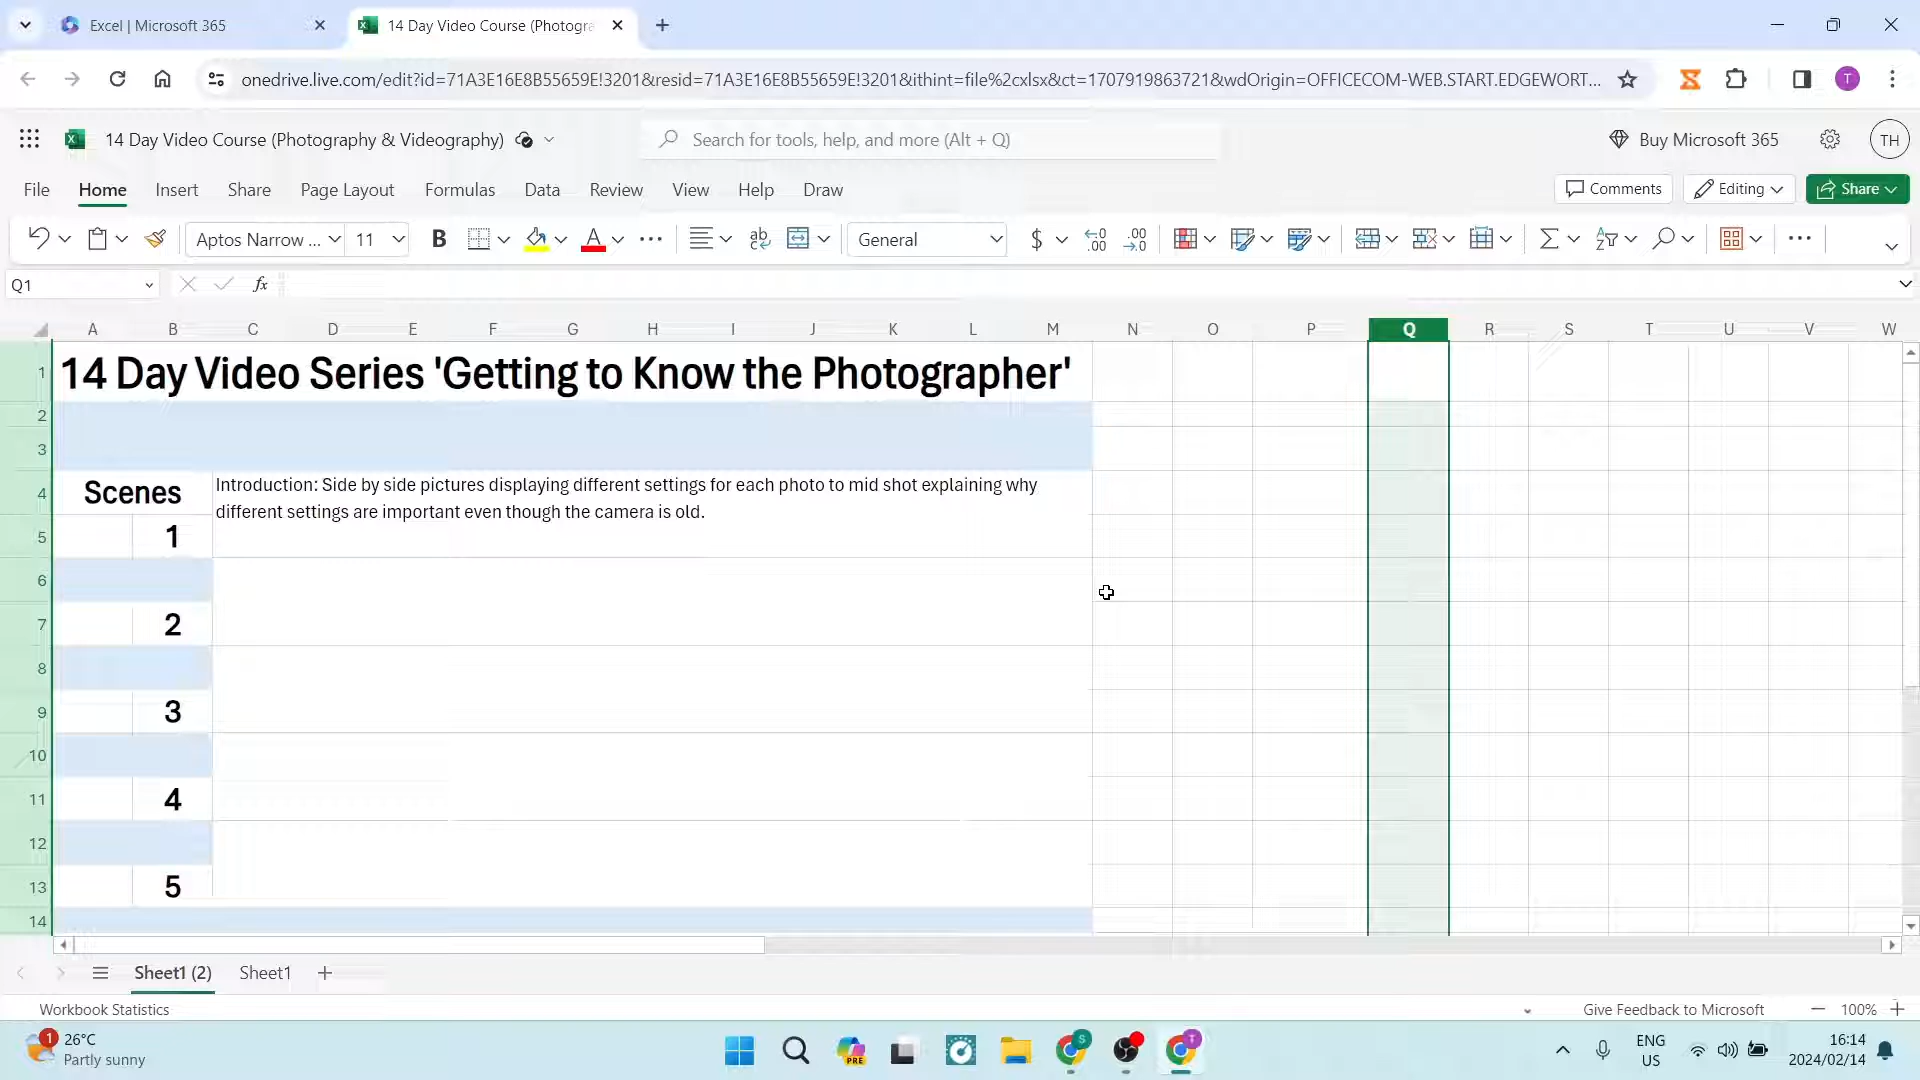 Excel | Microsoft 365
14 Day Video Course (Photogra
onedrive.live.com/edit?id=71A3E16E8B55659E!3201&resid=71A3E16E8B55659E!3201&ithint=file%2cxlsx&ct=1707919863721&wdOrigin=OFFICECOM-WEB.START.EDGEWORT...
T
14 Day Video Course (Photography & Videography)
Search for tools, help, and more (Alt + Q)
Buy Microsoft 365
TH
File Home Insert Share Page Layout Formulas Data Review View Help Draw
Comments Editing Share
Aptos Narrow ... 11 B A ab General $ .00 .00
Q1 fx
A B C D E F G H I J K L M N O P Q R S T U V W
1 14 Day Video Series 'Getting to Know the Photographer'
2
3
4 Scenes Introduction: Side by side pictures displaying different settings for each photo to mid shot explaining why
different settings are important even though the camera is old.
5 1
6
7 2
8
9 3
10
11 4
12
13 5
14
Sheet1 (2) Sheet1
Workbook Statistics
Give Feedback to Microsoft 100%
1 26°C
Partly sunny
PRE
S
T
ENG
US
16:14
2024/02/14